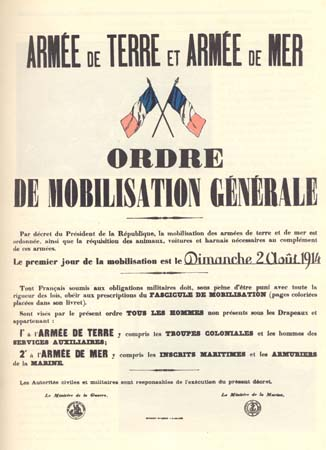 ARMÉE DE TERRE ET ARMÉE DE MER
ORDRE
DE MOBILISATION GÉNÉRALE
Par décret du Président de la République, la mobilisation des armées de terre et de mer est
ordonnée, ainsi que la réquisition des animaux, voitures et harnais nécessaires au complément
de ces armées.
Le premier jour de la mobilisation est le Dimanche 2 Août 1914
Tout Français soumis aux obligations militaires doit, sous peine d'être puni avec toute la
rigueur des lois, obéir aux prescriptions du FASCICULE DE MOBILISATION (pages coloriées
placées dans son livret).
Sont visés par le présent ordre TOUS LES HOMMES non présents sous les Drapeaux et
appartenant :
1° à l'ARMÉE DE TERRE y compris les TROUPES COLONIALES et les hommes des
SERVICES AUXILIAIRES;
2° à l'ARMÉE DE MER y compris les INSCRITS MARITIMES et les ARMURIERS
de la MARINE.
Les Autorités civiles et militaires sont responsables de l'exécution du présent décret.
Le Ministre de la Guerre,
Le Ministre de la Marine,